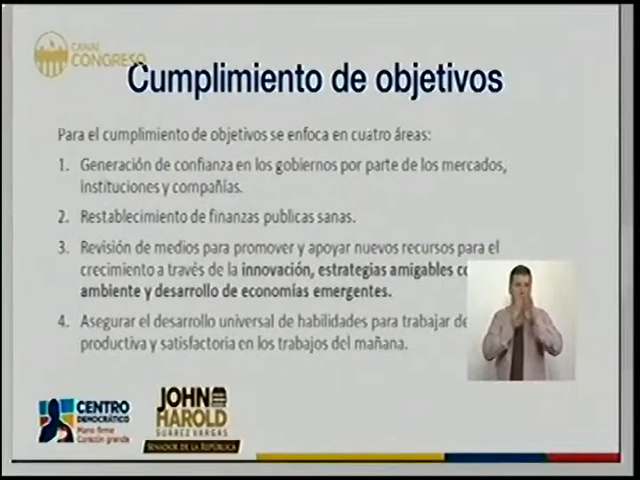 CANAL
CONGRESO
Cumplimiento de objetivos
Para el cumplimiento de objetivos se enfoca en cuatro áreas:
1. Generación de confianza en los gobiernos por parte de los mercados,
instituciones y compañías.
2. Restablecimiento de finanzas publicas sanas.
3. Revisión de medios para promover y apoyar nuevos recursos para el
crecimiento a través de la innovación, estrategias amigables
ambiente y desarrollo de economías emergentes.
4. Asegurar el desarrollo universal de habilidades para trabajar de
productiva y satisfactoria en los trabajos del mañana.
CENTRO
DEMOCRÁTICO
Mano firme
Corazón grande
JOHN
HAROLD
SUÁREZ VARGAS
SENADOR DE LA REPÚBLICA